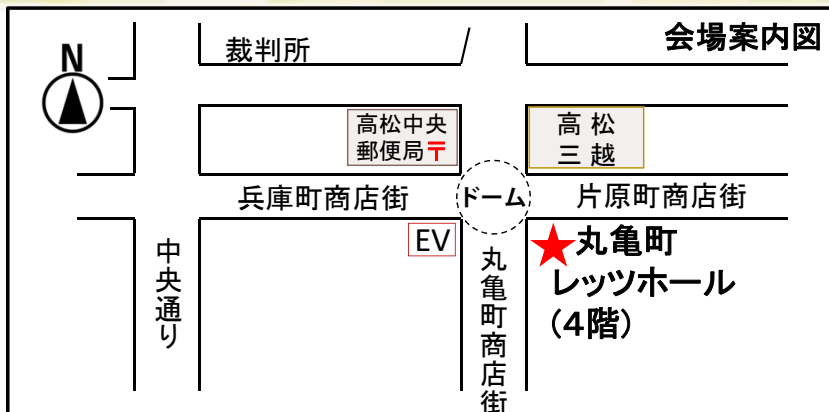 会場案内図
N
裁判所
高松中央
郵便局〒
高松
三越
兵庫町商店街
ドーム
片原町商店街
EV
★丸亀町
レッツホール
(4階)
中央通り
丸亀町商店街